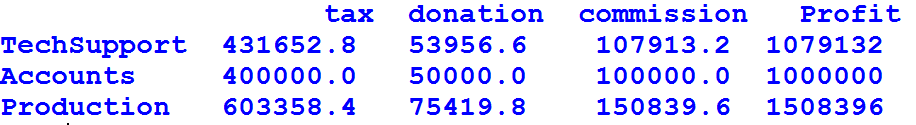 tax donation commission Profit
TechSupport 431652.8 53956.6 107913.2 1079132
Accounts 400000.0 50000.0 100000.0 1000000
Production 603358.4 75419.8 150839.6 1508396